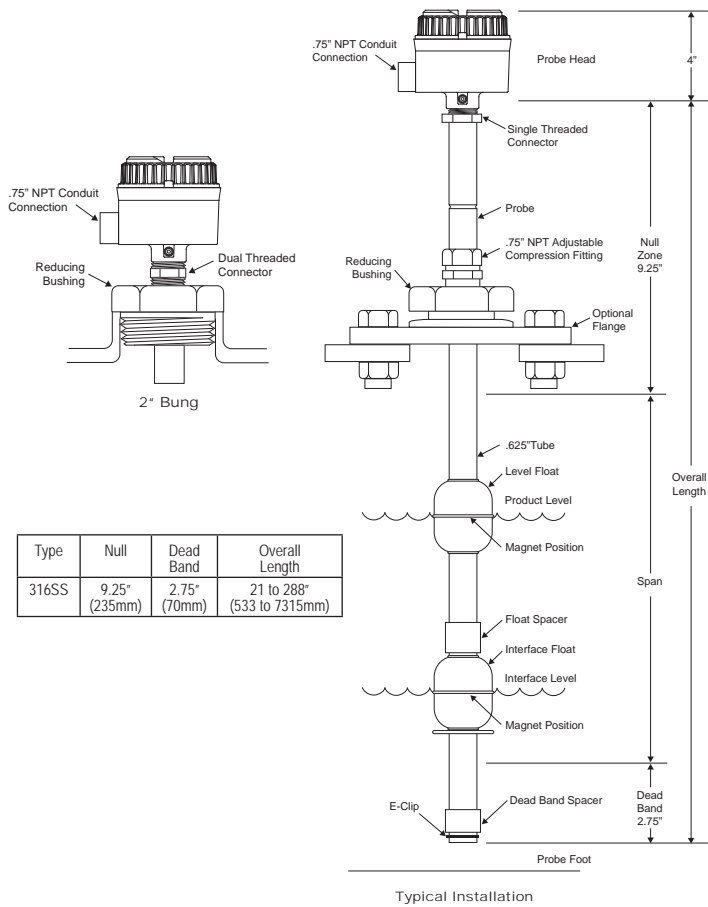 .75" NPT Conduit
Connection
Probe Head
4"
Single Threaded
Connector
.75" NPT Conduit
Connection
Probe
Dual Threaded
Connector
.75" NPT Adjustable
Compression Fitting
Null
Zone
9.25"
Reducing
Bushing
Reducing
Bushing
Optional
Flange
2" Bung
.625"Tube
Level Float
Product Level
Overall
Length
Magnet Position
Type Null Dead Band Overall Length
316SS 9.25" (235mm) 2.75" (70mm) 21 to 288" (533 to 7315mm)
Span
Float Spacer
Interface Float
Interface Level
Magnet Position
E-Clip
Dead Band Spacer
Dead
Band
2.75"
Probe Foot
Typical Installation